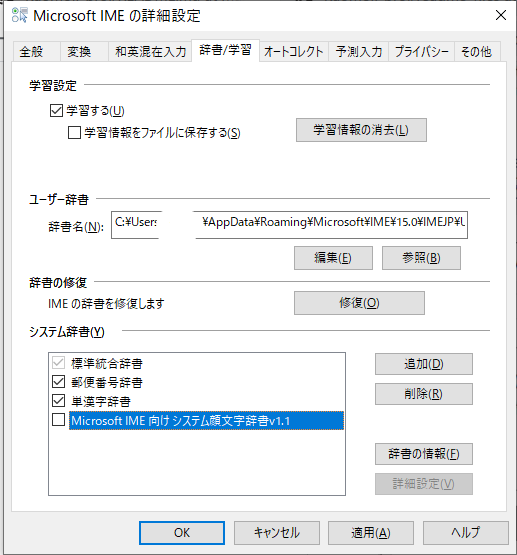 Microsoft IME の詳細設定
全般 変換 和英混在入力 辞書/学習 オートコレクト 予測入力 プライバシー その他
学習設定
学習する(U)
学習情報をファイルに保存する(S) 学習情報の消去(L)
ユーザー辞書
辞書名(N): C:¥Users ¥AppData¥Roaming¥Microsoft¥IME¥15.0¥IMEJP¥U
編集(E) 参照(B)
辞書の修復
IME の辞書を修復します 修復(O)
システム辞書(Y)
標準統合辞書 追加(D)
郵便番号辞書
単漢字辞書 削除(R)
Microsoft IME 向け システム顔文字辞書v1.1
辞書の情報(F)
詳細設定(V)
OK キャンセル 適用(A) ヘルプ